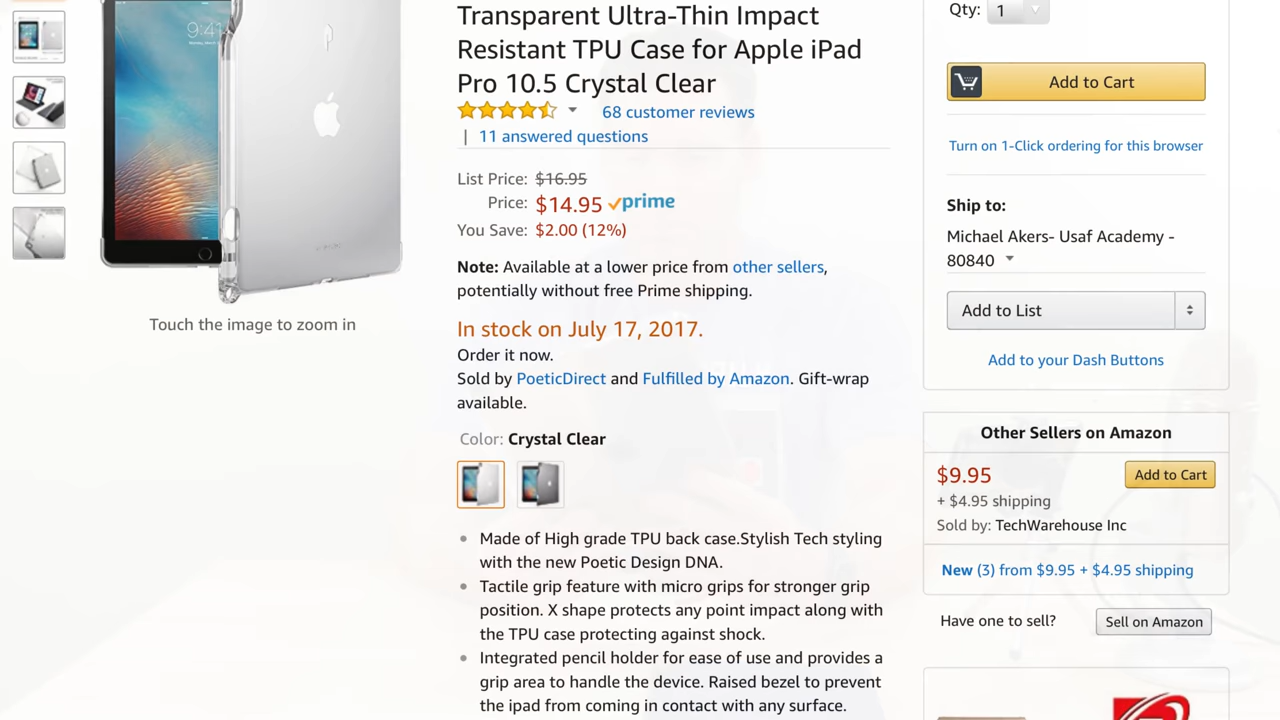 9:41
Touch the image to zoom in
Transparent Ultra-Thin Impact
Resistant TPU Case for Apple iPad
Pro 10.5 Crystal Clear
68 customer reviews
| 11 answered questions
List Price: $16.95
Price: $14.95 prime
You Save: $2.00 (12%)
Note: Available at a lower price from other sellers,
potentially without free Prime shipping.
In stock on July 17, 2017.
Order it now.
Sold by PoeticDirect and Fulfilled by Amazon. Gift-wrap
available.
Color: Crystal Clear
Made of High grade TPU back case.Stylish Tech styling
with the new Poetic Design DNA.
Tactile grip feature with micro grips for stronger grip
position. X shape protects any point impact along with
the TPU case protecting against shock.
Integrated pencil holder for ease of use and provides a
grip area to handle the device. Raised bezel to prevent
the ipad from coming in contact with any surface.
Qty: 1
Add to Cart
Turn on 1-Click ordering for this browser
Ship to:
Michael Akers- Usaf Academy -
80840
Add to List
Add to your Dash Buttons
Other Sellers on Amazon
$9.95 Add to Cart
+ $4.95 shipping
Sold by: TechWarehouse Inc
New (3) from $9.95 + $4.95 shipping
Have one to sell? Sell on Amazon